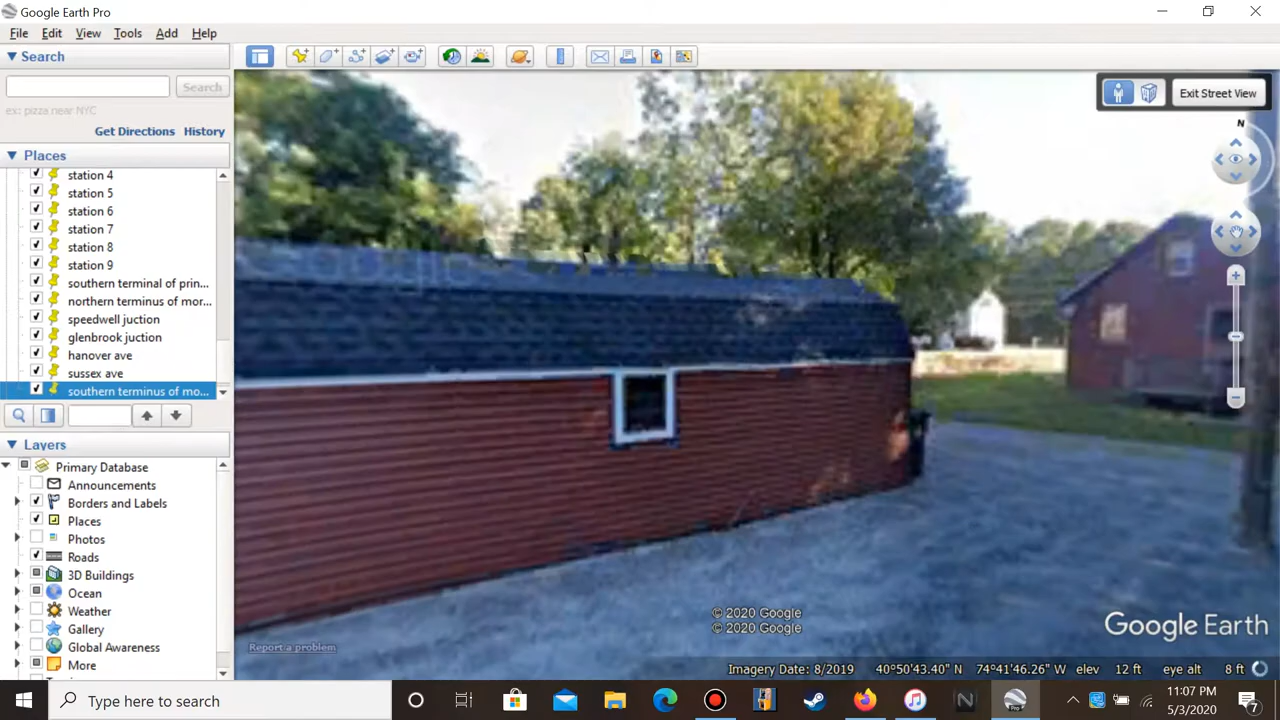 Google Earth Pro
File Edit View Tools Add Help
Search
Search
ex: pizza near NYC
Get Directions History
Places
station 4
station 5
station 6
station 7
station 8
station 9
southern terminal of prin...
northern terminus of mor...
speedwell juction
glenbrook juction
hanover ave
sussex ave
southern terminus of mo...
Layers
Primary Database
Announcements
Borders and Labels
Places
Photos
Roads
3D Buildings
Ocean
Weather
Gallery
Global Awareness
More
Exit Street View
N
Google
© 2020 Google
© 2020 Google
Google Earth
Report a problem
Imagery Date: 8/2019 40°50'43.40" N 74°41'46.26" W elev 12 ft eye alt 8 ft
Type here to search
Pro
11:07 PM
5/3/2020
7